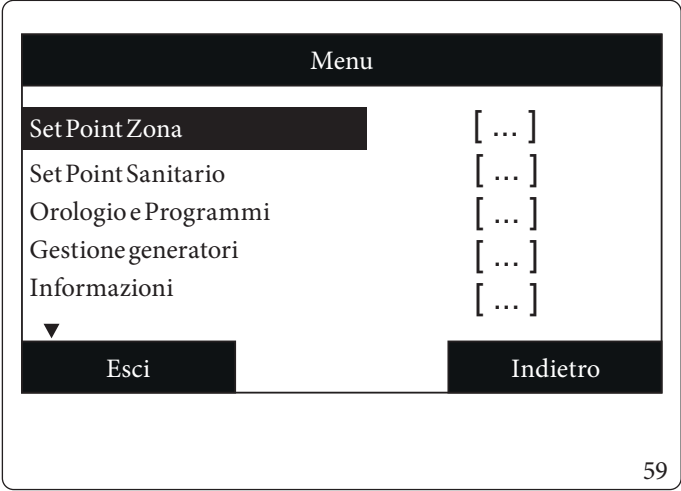 Menu
Set Point Zona [ ... ]
Set Point Sanitario [ ... ]
Orologio e Programmi [ ... ]
Gestione generatori [ ... ]
Informazioni [ ... ]
▼
Esci Indietro
59